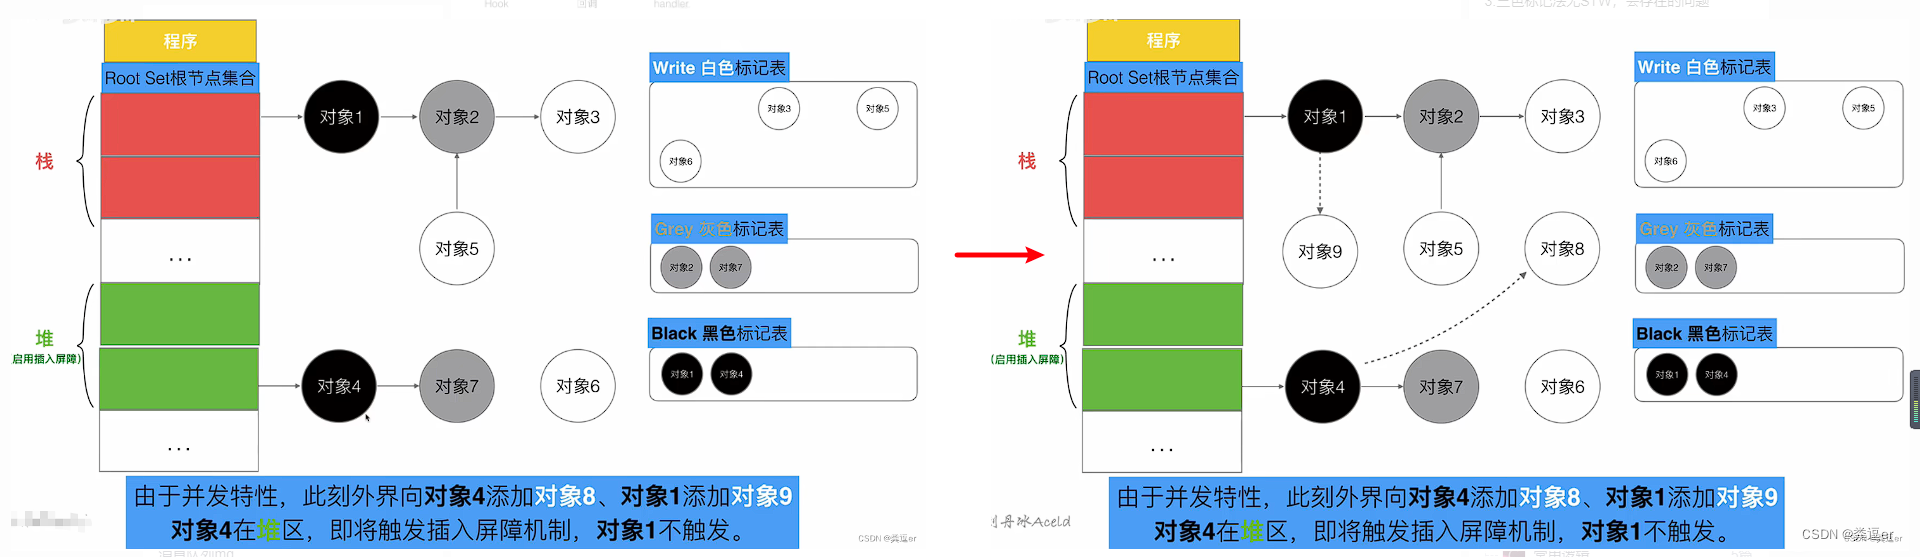 Hook
回调
handler
3.三色标记法无STW，会存在的问题
程序
Root Set根节点集合
栈
...
堆
启用插入屏障)
...
对象1
对象2
对象3
对象5
对象4
对象7
对象6
Write 白色标记表
对象3
对象5
对象6
Grey 灰色标记表
对象2
对象7
Black 黑色标记表
对象1
对象4
由于并发特性，此刻外界向对象4添加对象8、对象1添加对象9
对象4在堆区，即将触发插入屏障机制，对象1不触发。
CSDN @龚逗er
程序
Root Set根节点集合
栈
...
堆
(启用插入屏障)
...
对象1
对象2
对象3
对象9
对象5
对象8
对象4
对象7
对象6
Write 白色标记表
对象3
对象5
对象6
Grey 灰色标记表
对象2
对象7
Black 黑色标记表
对象1
对象4
由于并发特性，此刻外界向对象4添加对象8、对象1添加对象9
对象4在堆区，即将触发插入屏障机制，对象1不触发。
丹冰Aceld
CSDN @